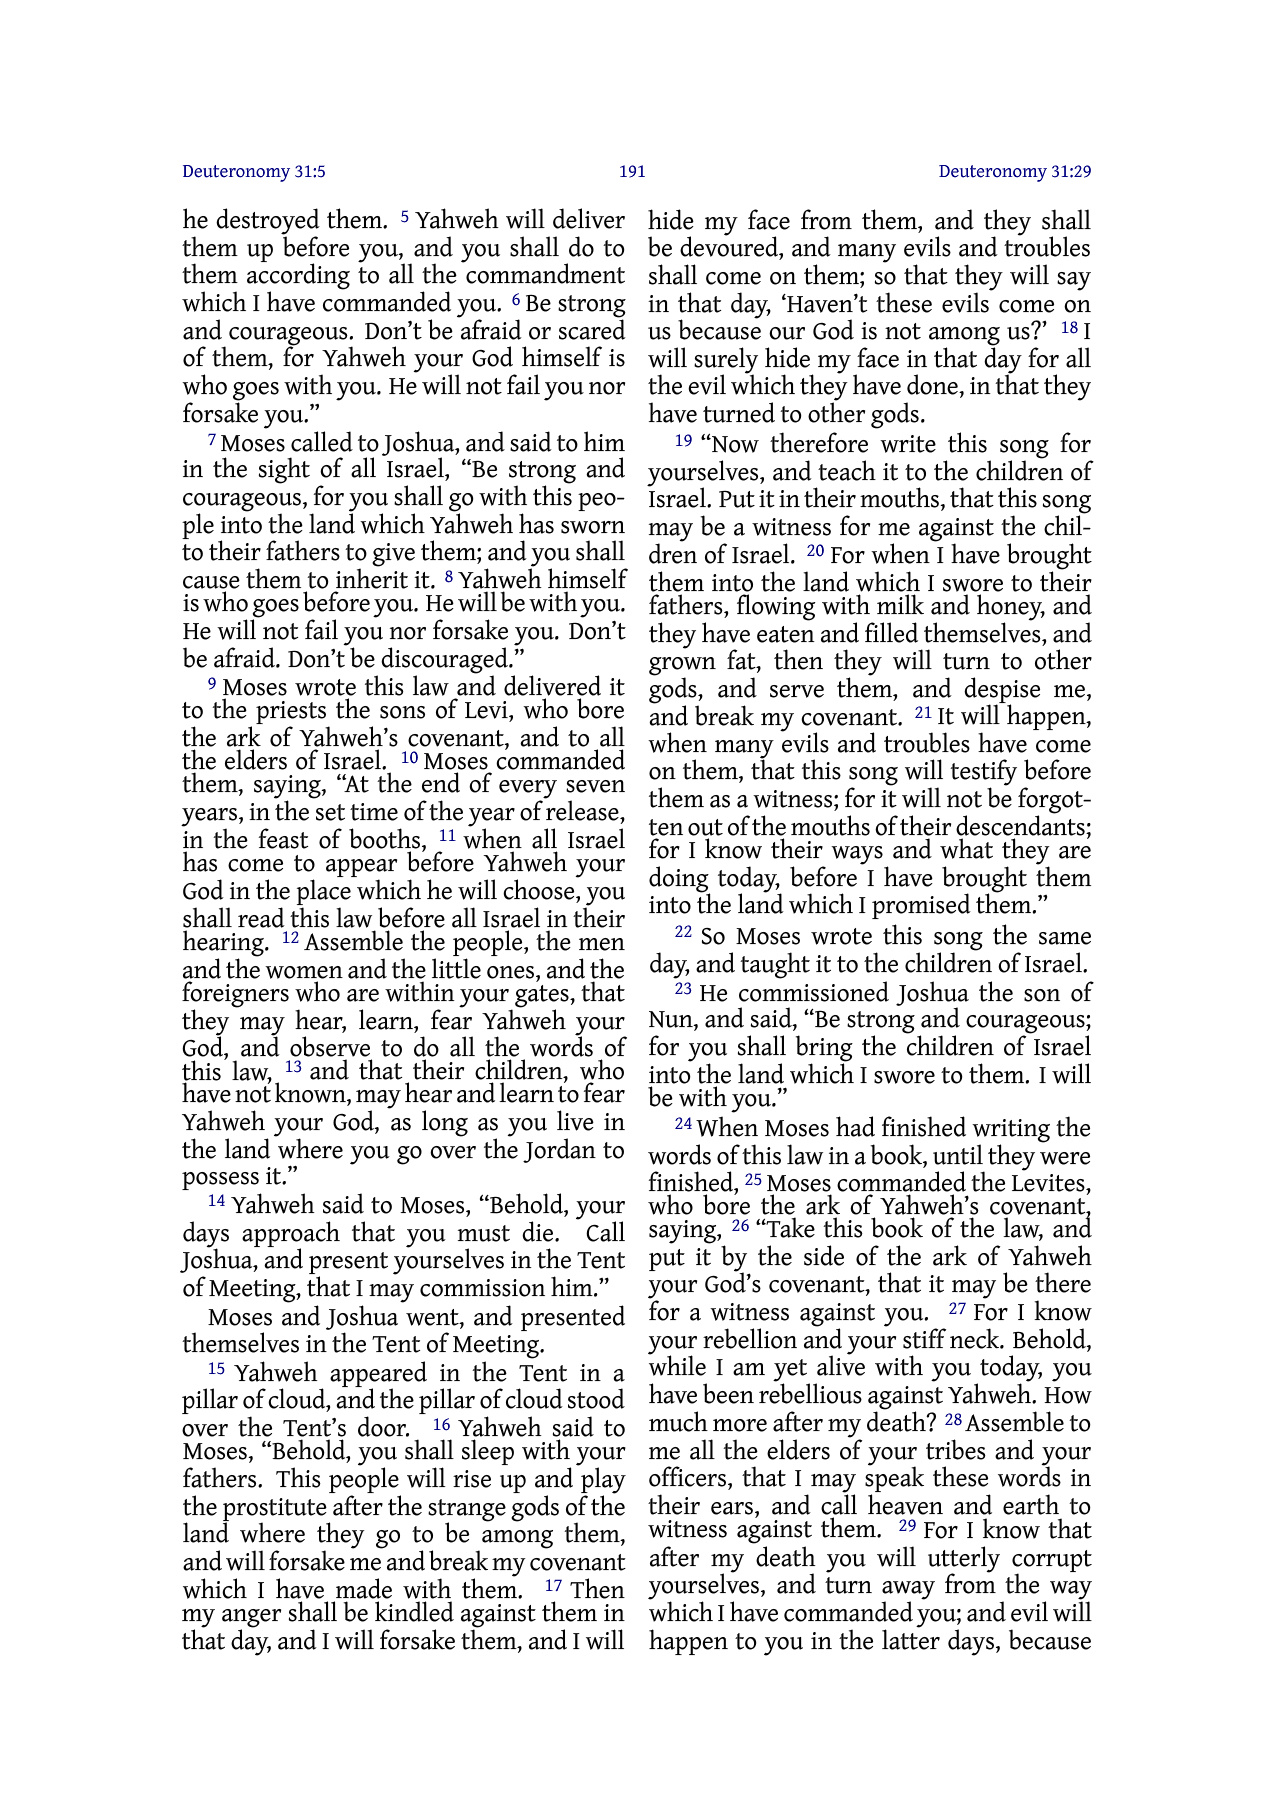 Deuteronomy 31:5
191
Deuteronomy 31:29
he destroyed them. 5 Yahweh will deliver
them up before you, and you shall do to
them according to all the commandment
which I have commanded you. 6 Be strong
and courageous. Don’t be afraid or scared
of them, for Yahweh your God himself is
who goes with you. He will not fail you nor
forsake you.”
7 Moses called to Joshua, and said to him
in the sight of all Israel, “Be strong and
courageous, for you shall go with this peo-
ple into the land which Yahweh has sworn
to their fathers to give them; and you shall
cause them to inherit it. 8 Yahweh himself
is who goes before you. He will be with you.
He will not fail you nor forsake you. Don’t
be afraid. Don’t be discouraged.”
9 Moses wrote this law and delivered it
to the priests the sons of Levi, who bore
the ark of Yahweh’s covenant, and to all
the elders of Israel. 10 Moses commanded
them, saying, “At the end of every seven
years, in the set time of the year of release,
in the feast of booths, 11 when all Israel
has come to appear before Yahweh your
God in the place which he will choose, you
shall read this law before all Israel in their
hearing. 12 Assemble the people, the men
and the women and the little ones, and the
foreigners who are within your gates, that
they may hear, learn, fear Yahweh your
God, and observe to do all the words of
this law, 13 and that their children, who
have not known, may hear and learn to fear
Yahweh your God, as long as you live in
the land where you go over the Jordan to
possess it.”
14 Yahweh said to Moses, “Behold, your
days approach that you must die. Call
Joshua, and present yourselves in the Tent
of Meeting, that I may commission him.”
Moses and Joshua went, and presented
themselves in the Tent of Meeting.
15 Yahweh appeared in the Tent in a
pillar of cloud, and the pillar of cloud stood
over the Tent’s door. 16 Yahweh said to
Moses, “Behold, you shall sleep with your
fathers. This people will rise up and play
the prostitute after the strange gods of the
land where they go to be among them,
and will forsake me and break my covenant
which I have made with them. 17 Then
my anger shall be kindled against them in
that day, and I will forsake them, and I will
hide my face from them, and they shall
be devoured, and many evils and troubles
shall come on them; so that they will say
in that day, ‘Haven’t these evils come on
us because our God is not among us?’ 18 I
will surely hide my face in that day for all
the evil which they have done, in that they
have turned to other gods.
19 “Now therefore write this song for
yourselves, and teach it to the children of
Israel. Put it in their mouths, that this song
may be a witness for me against the chil-
dren of Israel. 20 For when I have brought
them into the land which I swore to their
fathers, flowing with milk and honey, and
they have eaten and filled themselves, and
grown fat, then they will turn to other
gods, and serve them, and despise me,
and break my covenant. 21 It will happen,
when many evils and troubles have come
on them, that this song will testify before
them as a witness; for it will not be forgot-
ten out of the mouths of their descendants;
for I know their ways and what they are
doing today, before I have brought them
into the land which I promised them.”
22 So Moses wrote this song the same
day, and taught it to the children of Israel.
23 He commissioned Joshua the son of
Nun, and said, “Be strong and courageous;
for you shall bring the children of Israel
into the land which I swore to them. I will
be with you.”
24 When Moses had finished writing the
words of this law in a book, until they were
finished, 25 Moses commanded the Levites,
who bore the ark of Yahweh’s covenant,
saying, 26 “Take this book of the law, and
put it by the side of the ark of Yahweh
your God’s covenant, that it may be there
for a witness against you. 27 For I know
your rebellion and your stiff neck. Behold,
while I am yet alive with you today, you
have been rebellious against Yahweh. How
much more after my death? 28 Assemble to
me all the elders of your tribes and your
officers, that I may speak these words in
their ears, and call heaven and earth to
witness against them. 29 For I know that
after my death you will utterly corrupt
yourselves, and turn away from the way
which I have commanded you; and evil will
happen to you in the latter days, because